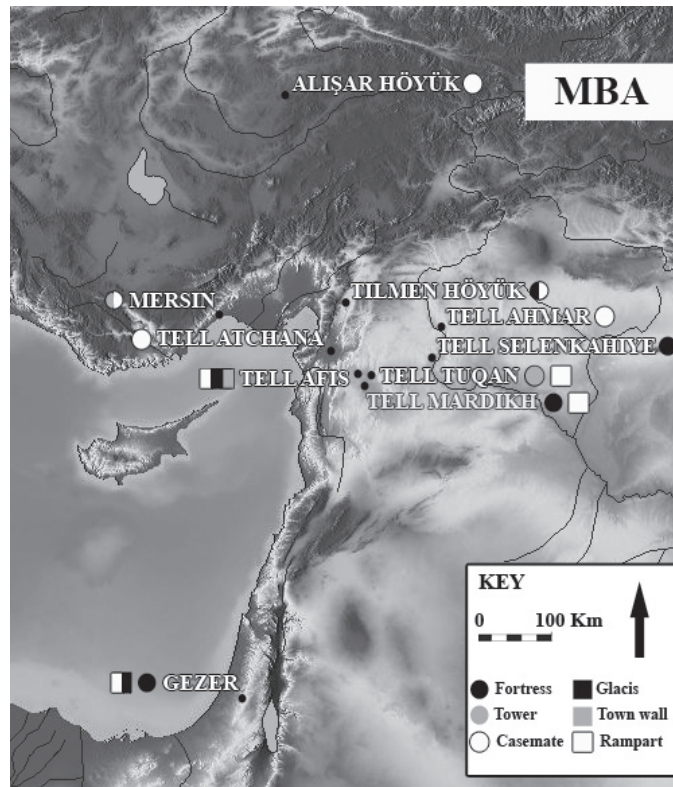 ALIŞAR HÖYÜK
MBA
TILMEN HÖYÜK
MERSIN
TELL AHMAR
TELL ATCHANA
TELL SELENKAHIYE
TELL AFIS
TELL TUQAN
TELL MARDIKH
GEZER
KEY
0 100 Km
Fortress Glacis
Tower Town wall
Casemate Rampart